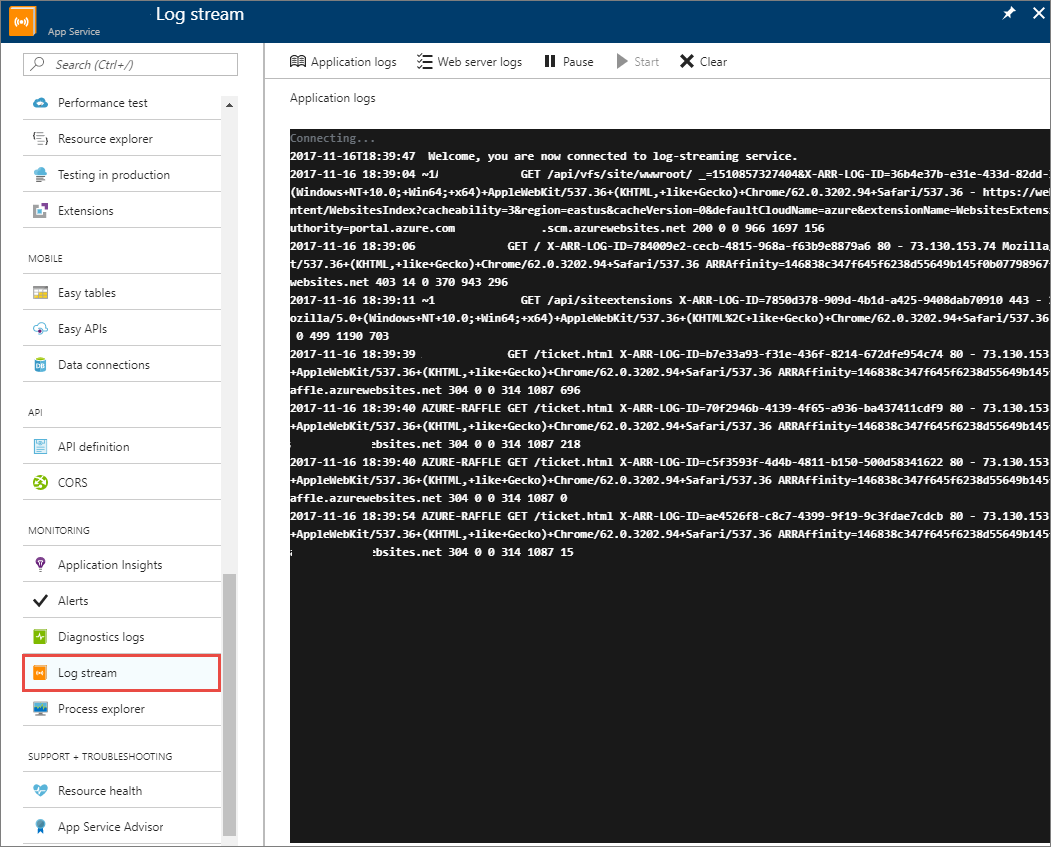 Log stream
App Service
Search (Ctrl+/)
Performance test
Resource explorer
Testing in production
Extensions
MOBILE
Easy tables
Easy APIs
Data connections
API
API definition
CORS
MONITORING
Application Insights
Alerts
Diagnostics logs
Log stream
Process explorer
SUPPORT + TROUBLESHOOTING
Resource health
App Service Advisor
Application logs Web server logs Pause Start Clear
Application logs
Connecting...
2017-11-16T18:39:47 Welcome, you are now connected to log-streaming service.
2017-11-16 18:39:04 ~1 GET /api/vfs/site/wwwroot/ _=1510857327404&X-ARR-LOG-ID=36b4e37b-e31e-433d-82dd-
(Windows+NT+10.0;+Win64;+x64)+AppleWebKit/537.36+(KHTML,+like+Gecko)+Chrome/62.0.3202.94+Safari/537.36 - https://we
ntent/WebsitesIndex?cacheability=3&region=eastus&cacheVersion=0&defaultCloudName=azure&extensionName=WebsitesExtens
uthority=portal.azure.com .scm.azurewebsites.net 200 0 0 966 1697 156
2017-11-16 18:39:06 GET / X-ARR-LOG-ID=784009e2-cecb-4815-968a-f63b9e8879a6 80 - 73.130.153.74 Mozilla
t/537.36+(KHTML,+like+Gecko)+Chrome/62.0.3202.94+Safari/537.36 ARRAffinity=146838c347f645f6238d55649b145f0b07798967
websites.net 403 14 0 370 943 296
2017-11-16 18:39:11 ~1 GET /api/siteextensions X-ARR-LOG-ID=7850d378-909d-4b1d-a425-9408dab70910 443 -
ozilla/5.0+(Windows+NT+10.0;+Win64;+x64)+AppleWebKit/537.36+(KHTML%2C+like+Gecko)+Chrome/62.0.3202.94+Safari/537.36
0 499 1190 703
2017-11-16 18:39:39 GET /ticket.html X-ARR-LOG-ID=b7e33a93-f31e-436f-8214-672dfe954c74 80 - 73.130.153
+AppleWebKit/537.36+(KHTML,+like+Gecko)+Chrome/62.0.3202.94+Safari/537.36 ARRAffinity=146838c347f645f6238d55649b145
affle.azurewebsites.net 304 0 0 314 1087 696
2017-11-16 18:39:40 AZURE-RAFFLE GET /ticket.html X-ARR-LOG-ID=70f2946b-4139-4f65-a936-ba437411cdf9 80 - 73.130.153
+AppleWebKit/537.36+(KHTML,+like+Gecko)+Chrome/62.0.3202.94+Safari/537.36 ARRAffinity=146838c347f645f6238d55649b145
ebsites.net 304 0 0 314 1087 218
2017-11-16 18:39:40 AZURE-RAFFLE GET /ticket.html X-ARR-LOG-ID=c5f3593f-4d4b-4811-b150-500d58341622 80 - 73.130.153
+AppleWebKit/537.36+(KHTML,+like+Gecko)+Chrome/62.0.3202.94+Safari/537.36 ARRAffinity=146838c347f645f6238d55649b145
affle.azurewebsites.net 304 0 0 314 1087 0
2017-11-16 18:39:54 AZURE-RAFFLE GET /ticket.html X-ARR-LOG-ID=ae4526f8-c8c7-4399-9f19-9c3fdae7cdcb 80 - 73.130.153
+AppleWebKit/537.36+(KHTML,+like+Gecko)+Chrome/62.0.3202.94+Safari/537.36 ARRAffinity=146838c347f645f6238d55649b145
ebsites.net 304 0 0 314 1087 15